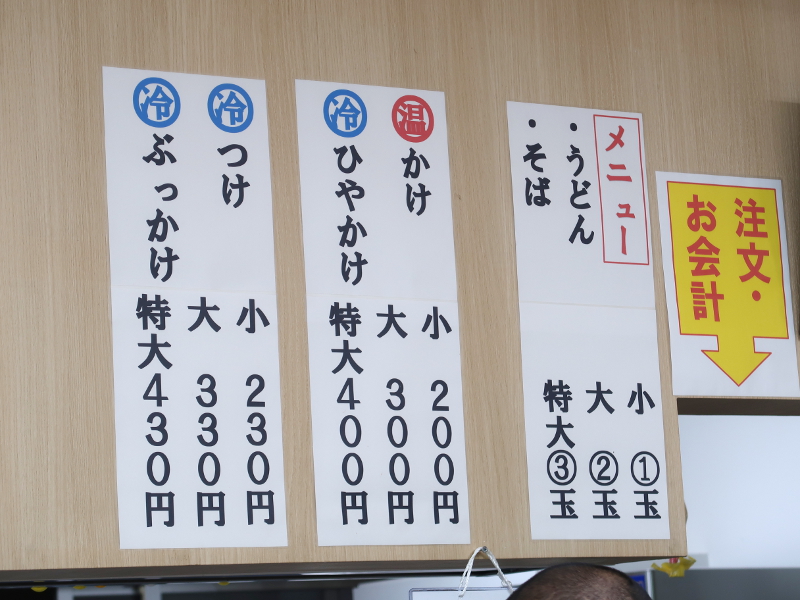 注文・
お会計
メニュー
・うどん
・そば
小 ①玉
大 ②玉
特大③玉
温 かけ
冷 ひやかけ
小 200円
大 300円
特大400円
冷 つけ
冷 ぶっかけ
小 230円
大 330円
特大430円